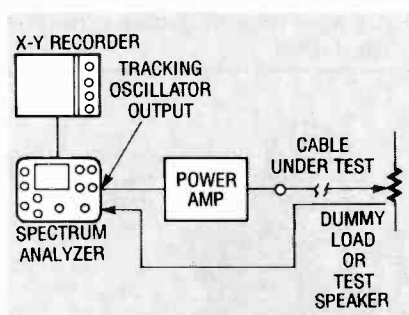 X-Y RECORDER
TRACKING
OSCILLATOR
OUTPUT
CABLE
UNDER TEST
POWER
AMP
SPECTRUM
ANALYZER
DUMMY
LOAD
OR
TEST
SPEAKER